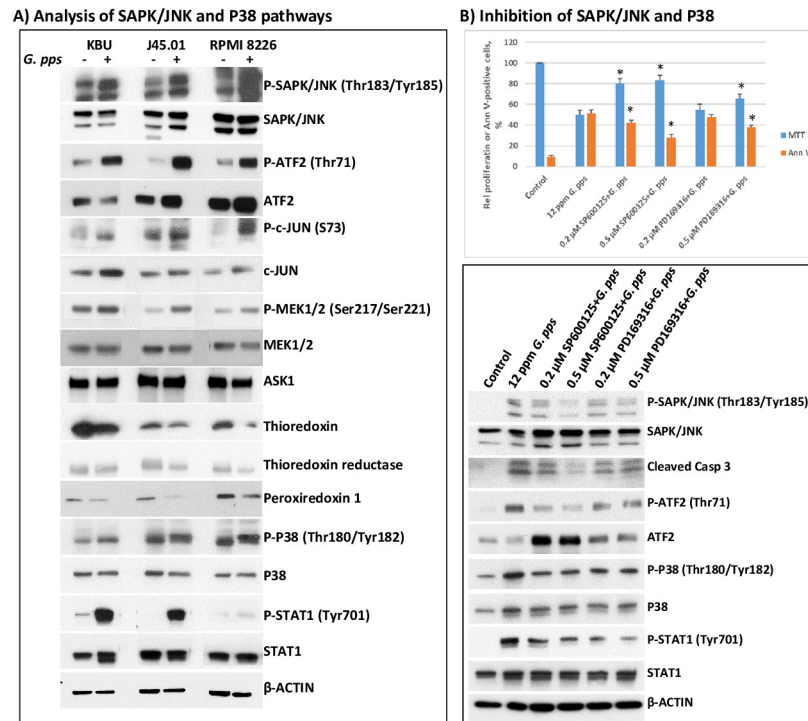 A) Analysis of SAPK/JNK and P38 pathways
KBU J45.01 RPMI 8226
G. pps - + - + - +
P-SAPK/JNK (Thr183/Tyr185)
SAPK/JNK
P-ATF2 (Thr71)
ATF2
P-c-JUN (S73)
c-JUN
P-MEK1/2 (Ser217/Ser221)
MEK1/2
ASK1
Thioredoxin
Thioredoxin reductase
Peroxiredoxin 1
P-P38 (Thr180/Tyr182)
P38
P-STAT1 (Tyr701)
STAT1
β-ACTIN
B) Inhibition of SAPK/JNK and P38
Rel proliferatin or Ann V-positive cells,
%
120
100
80
60
40
20
0
* * * * * *
MTT
Ann V
Control
12 ppm G. pps
0.2 µM SP600125+G. pps
0.5 µM SP600125+G. pps
0.2 µM PD169316+G. pps
0.5 µM PD169316+G. pps
Control
12 ppm G. pps
0.2 µM SP600125+G. pps
0.5 µM SP600125+G. pps
0.2 µM PD169316+G. pps
0.5 µM PD169316+G. pps
P-SAPK/JNK (Thr183/Tyr185)
SAPK/JNK
Cleaved Casp 3
P-ATF2 (Thr71)
ATF2
P-P38 (Thr180/Tyr182)
P38
P-STAT1 (Tyr701)
STAT1
β-ACTIN